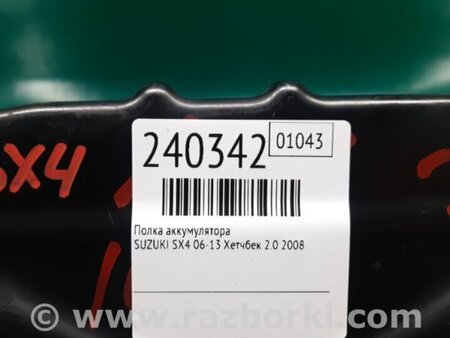 240342
01043
SX4
Полка аккумулятора
SUZUKI SX4 06-13 Хетчбек 2.0 2008
www.razborki.com